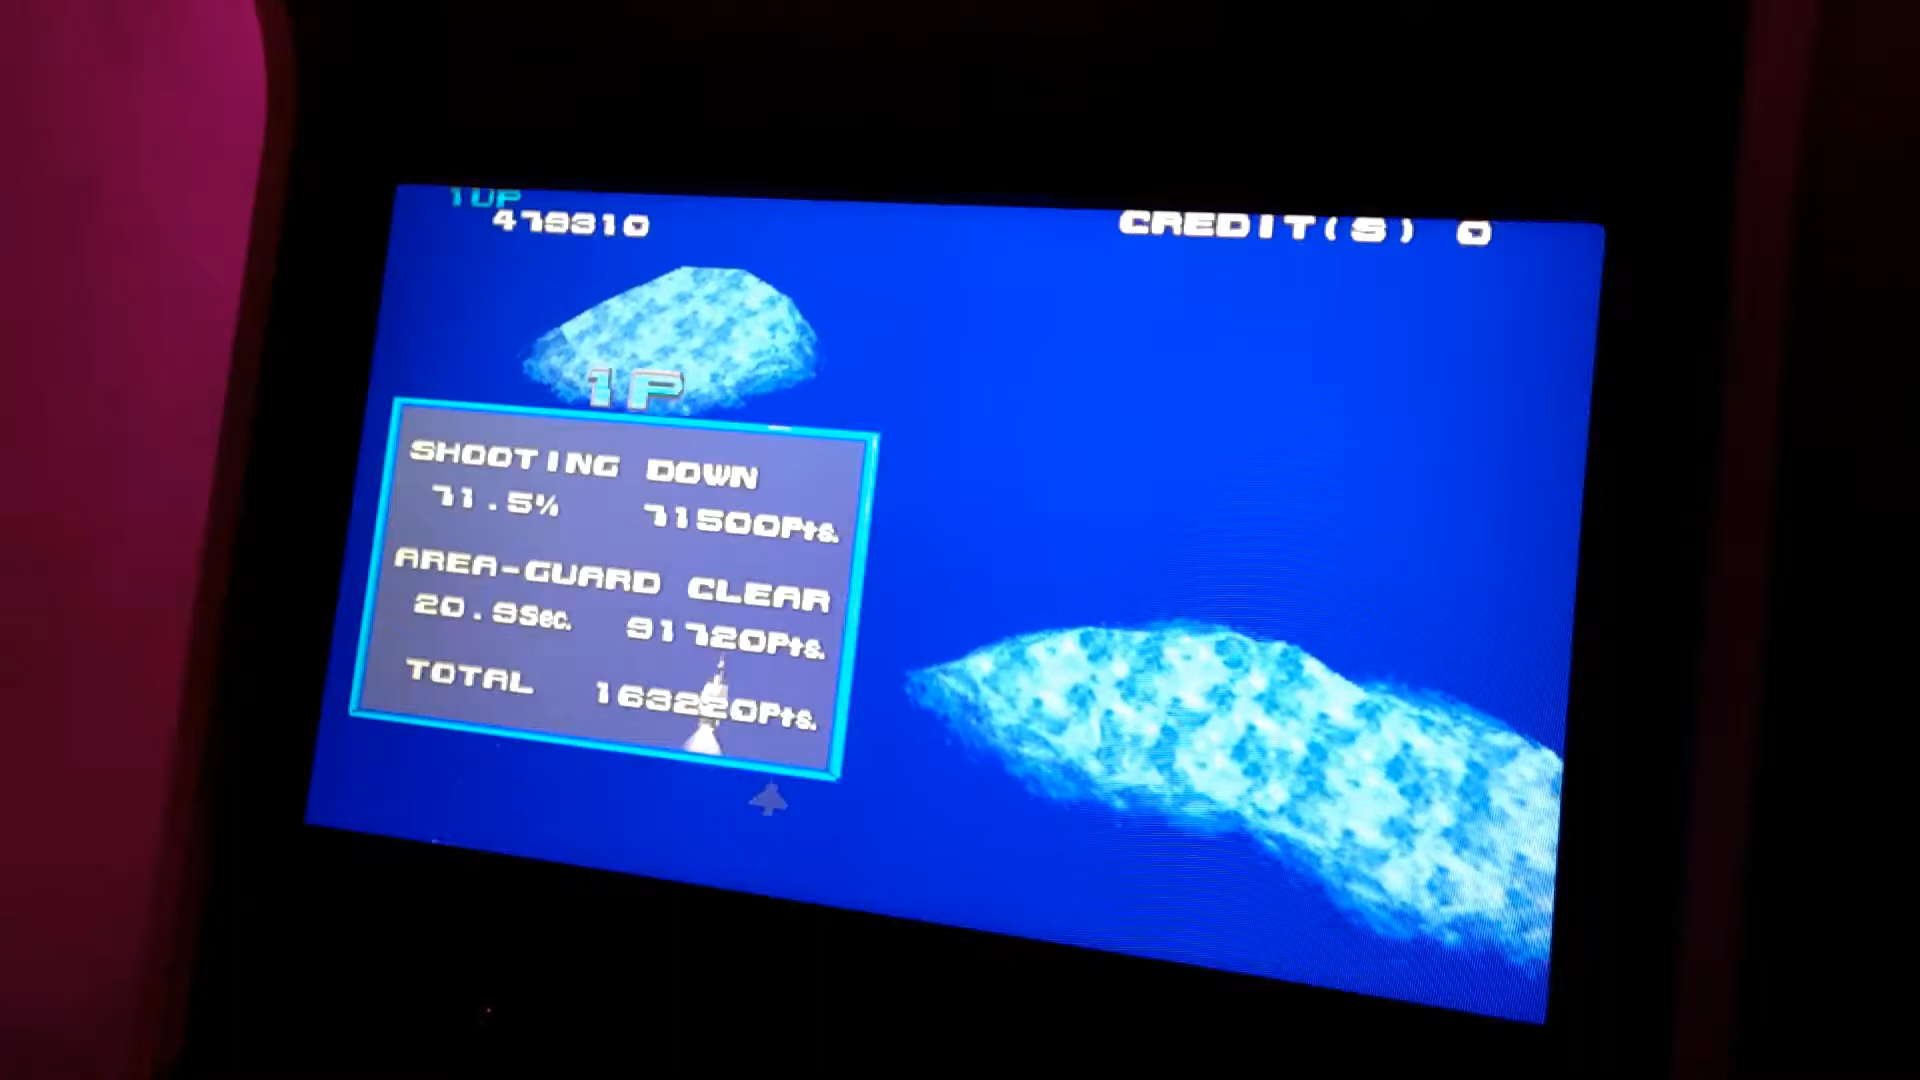 1UP
479310
CREDIT(S) 0
1P
SHOOTING DOWN
71.5% 71500Pts.
AREA-GUARD CLEAR
20.9Sec. 91720Pts.
TOTAL 163220Pts.